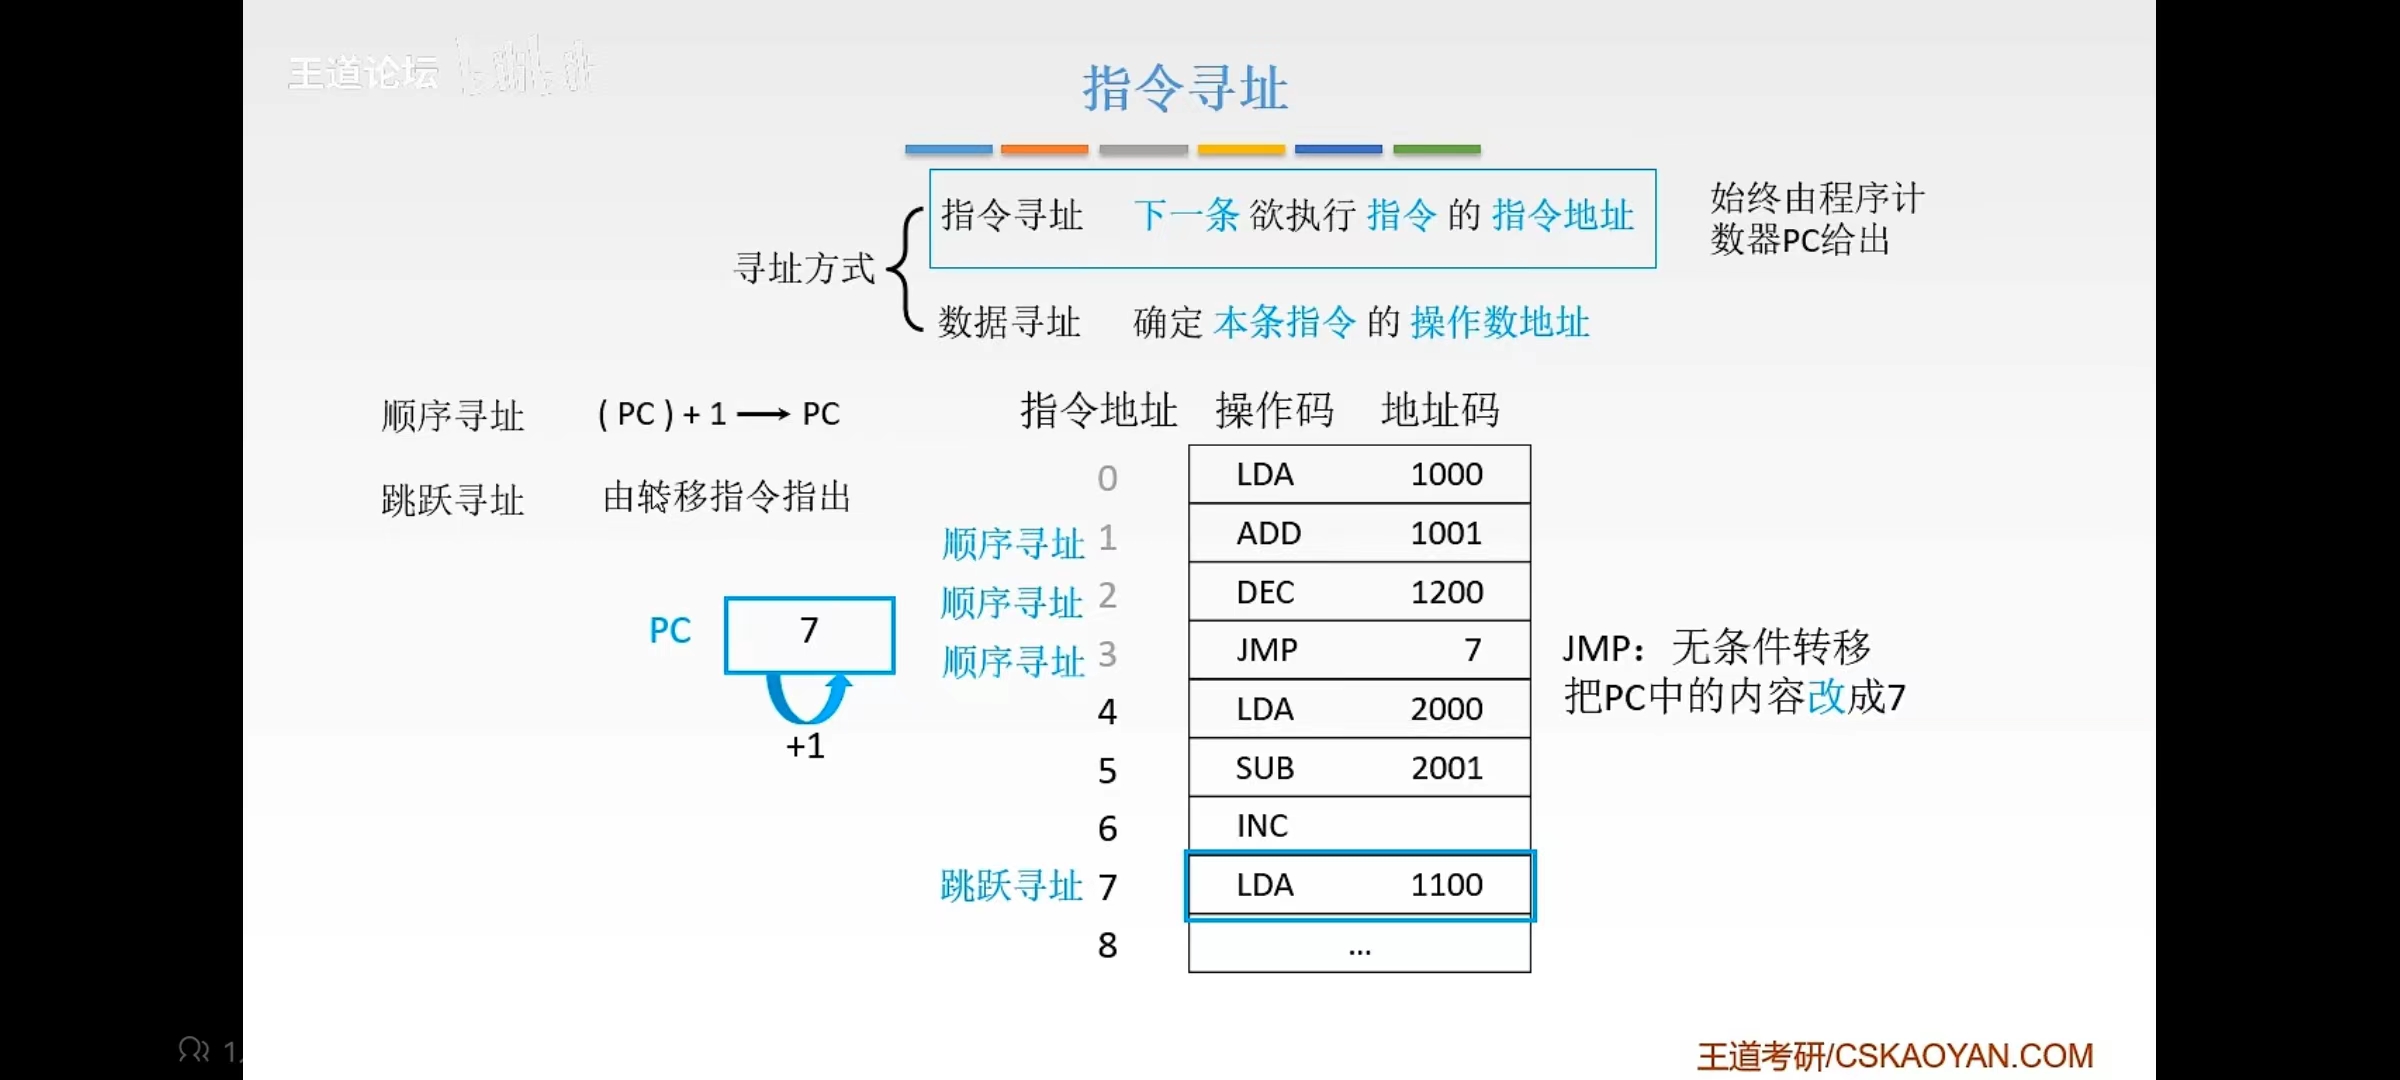 王道论坛 bilibili
指令寻址
指令寻址 下一条 欲执行 指令 的 指令地址
始终由程序计
数器PC给出
寻址方式
数据寻址 确定 本条指令 的 操作数地址
顺序寻址 ( PC ) + 1 → PC
跳跃寻址 由转移指令指出
PC 7
+1
指令地址 操作码 地址码
0 LDA 1000
顺序寻址 1 ADD 1001
顺序寻址 2 DEC 1200
顺序寻址 3 JMP 7
4 LDA 2000
5 SUB 2001
6 INC
跳跃寻址 7 LDA 1100
8 ...
JMP：无条件转移
把PC中的内容改成7
王道考研/CSKAOYAN.COM